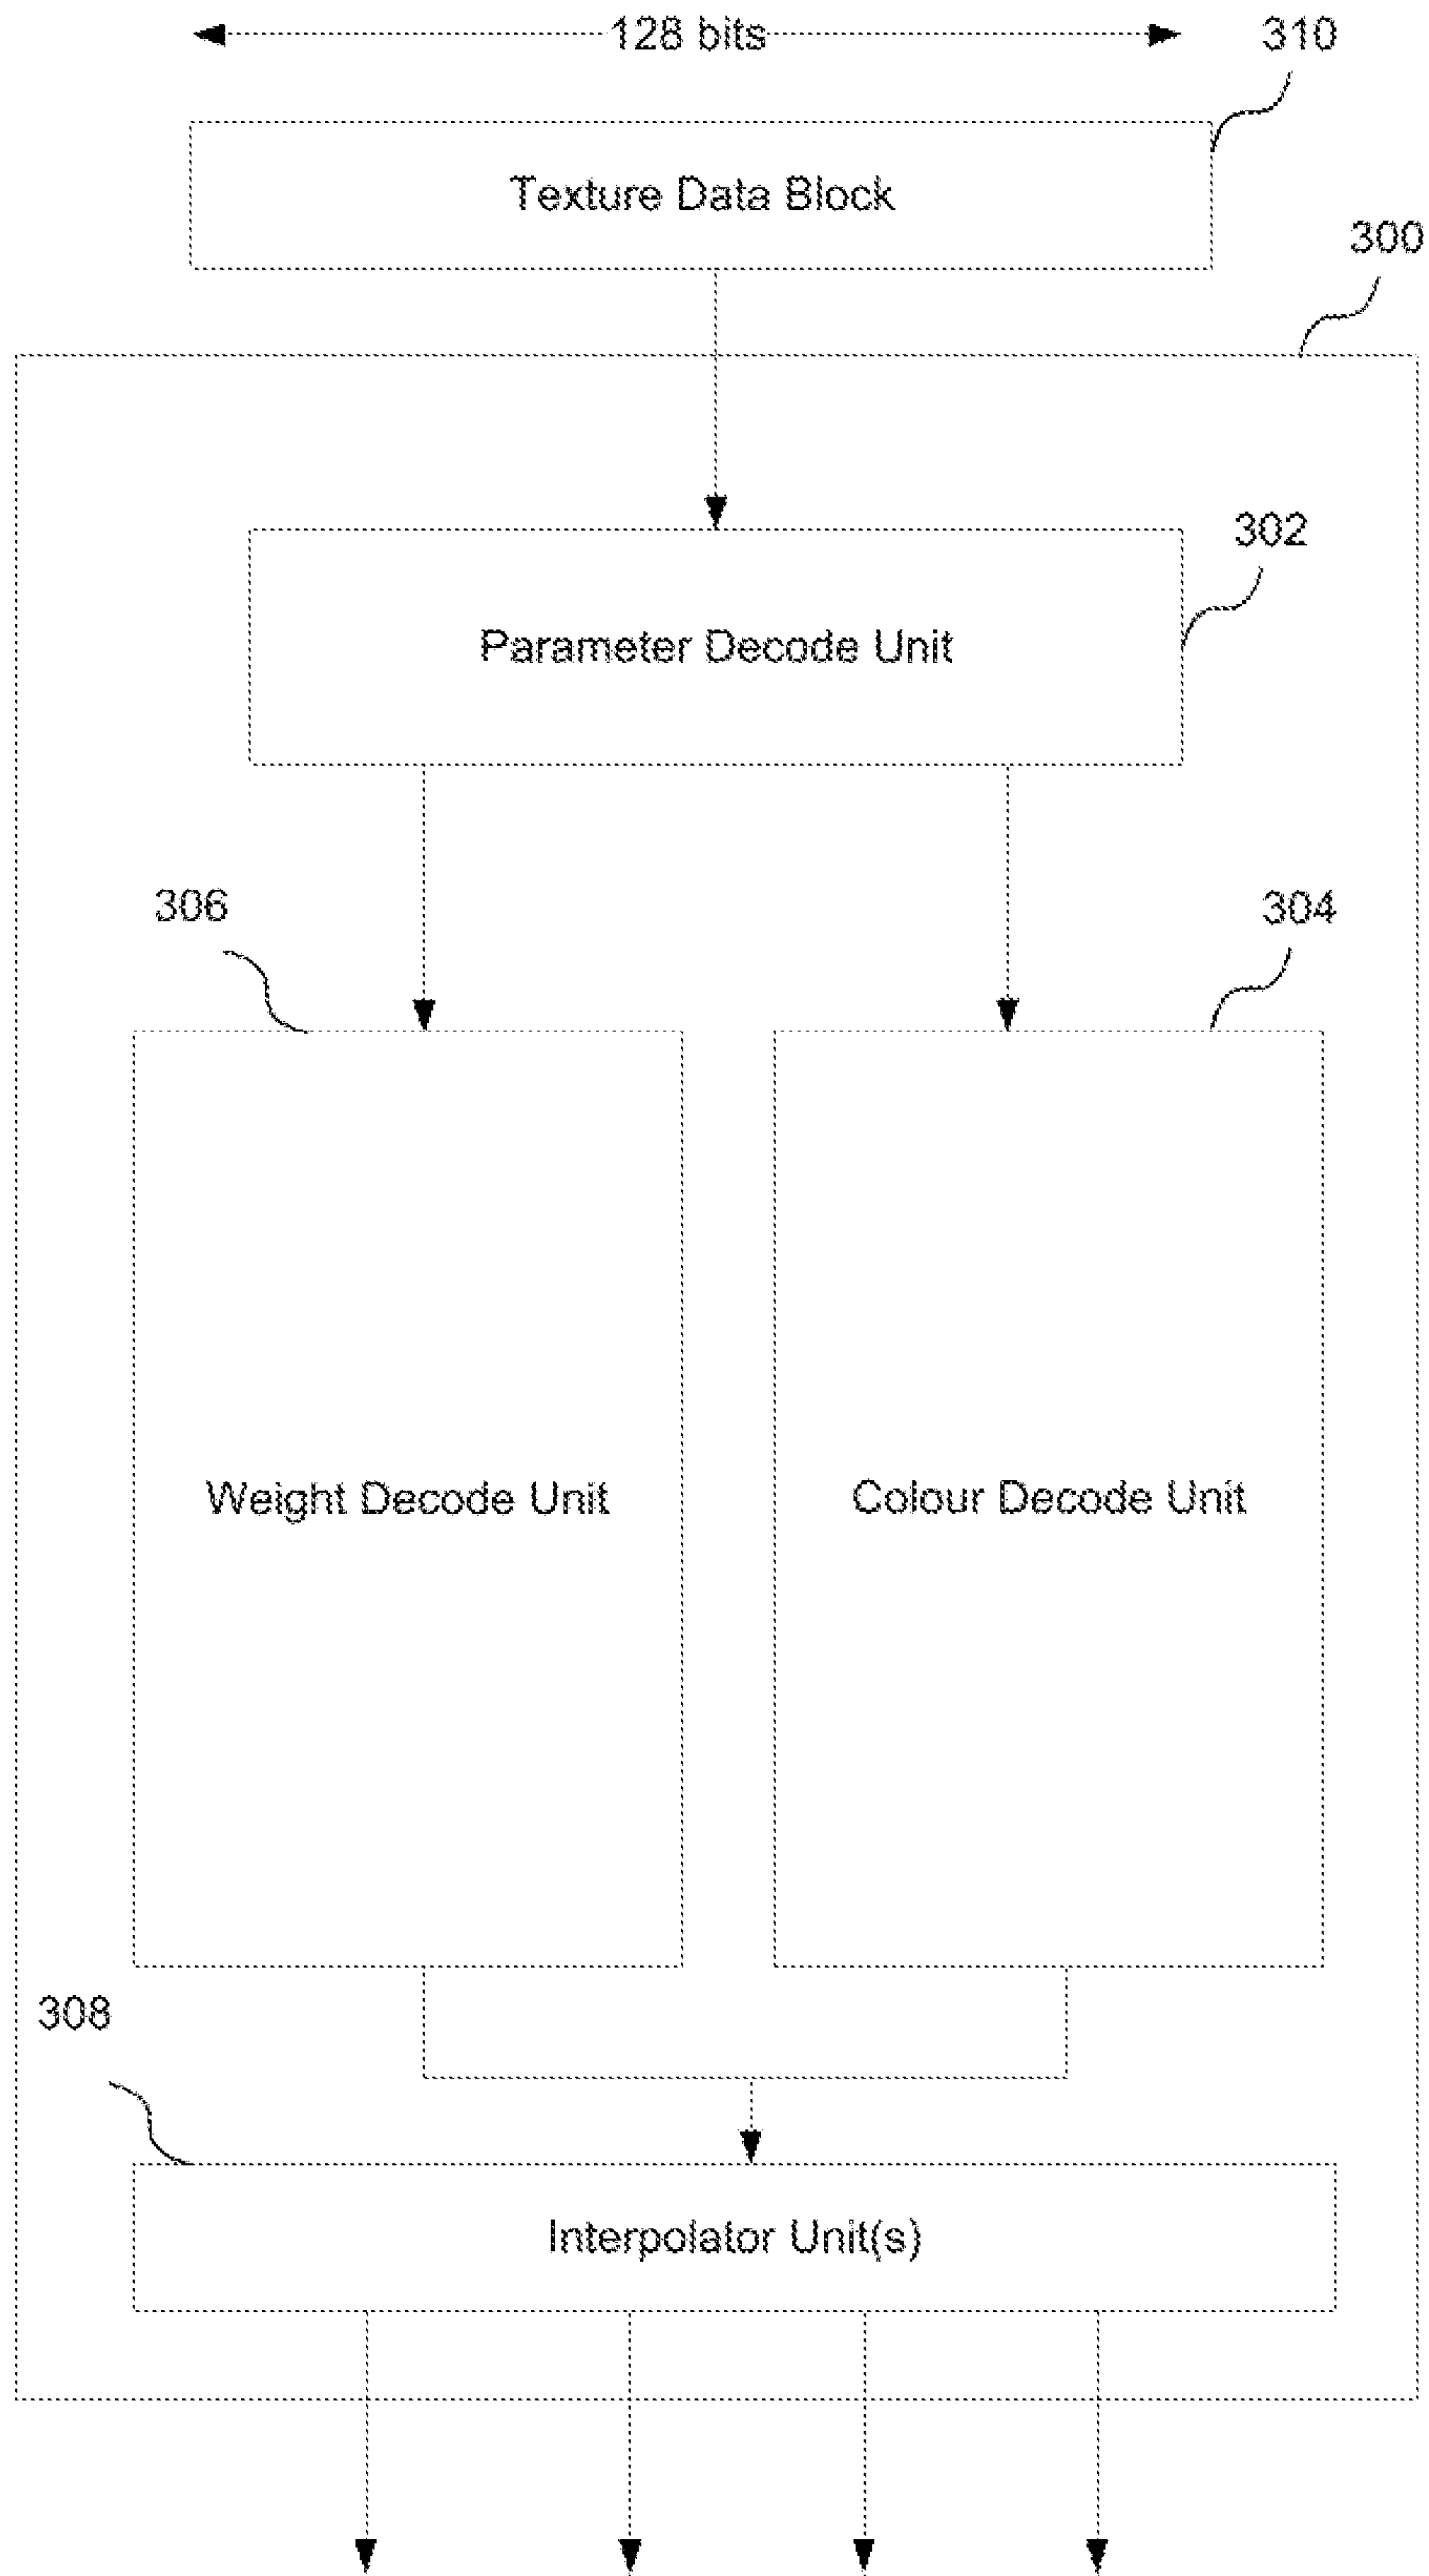 128 bits
310
Texture Data Block
300
302
Parameter Decode Unit
306
304
Weight Decode Unit
Colour Decode Unit
308
Interpolator Unit(s)